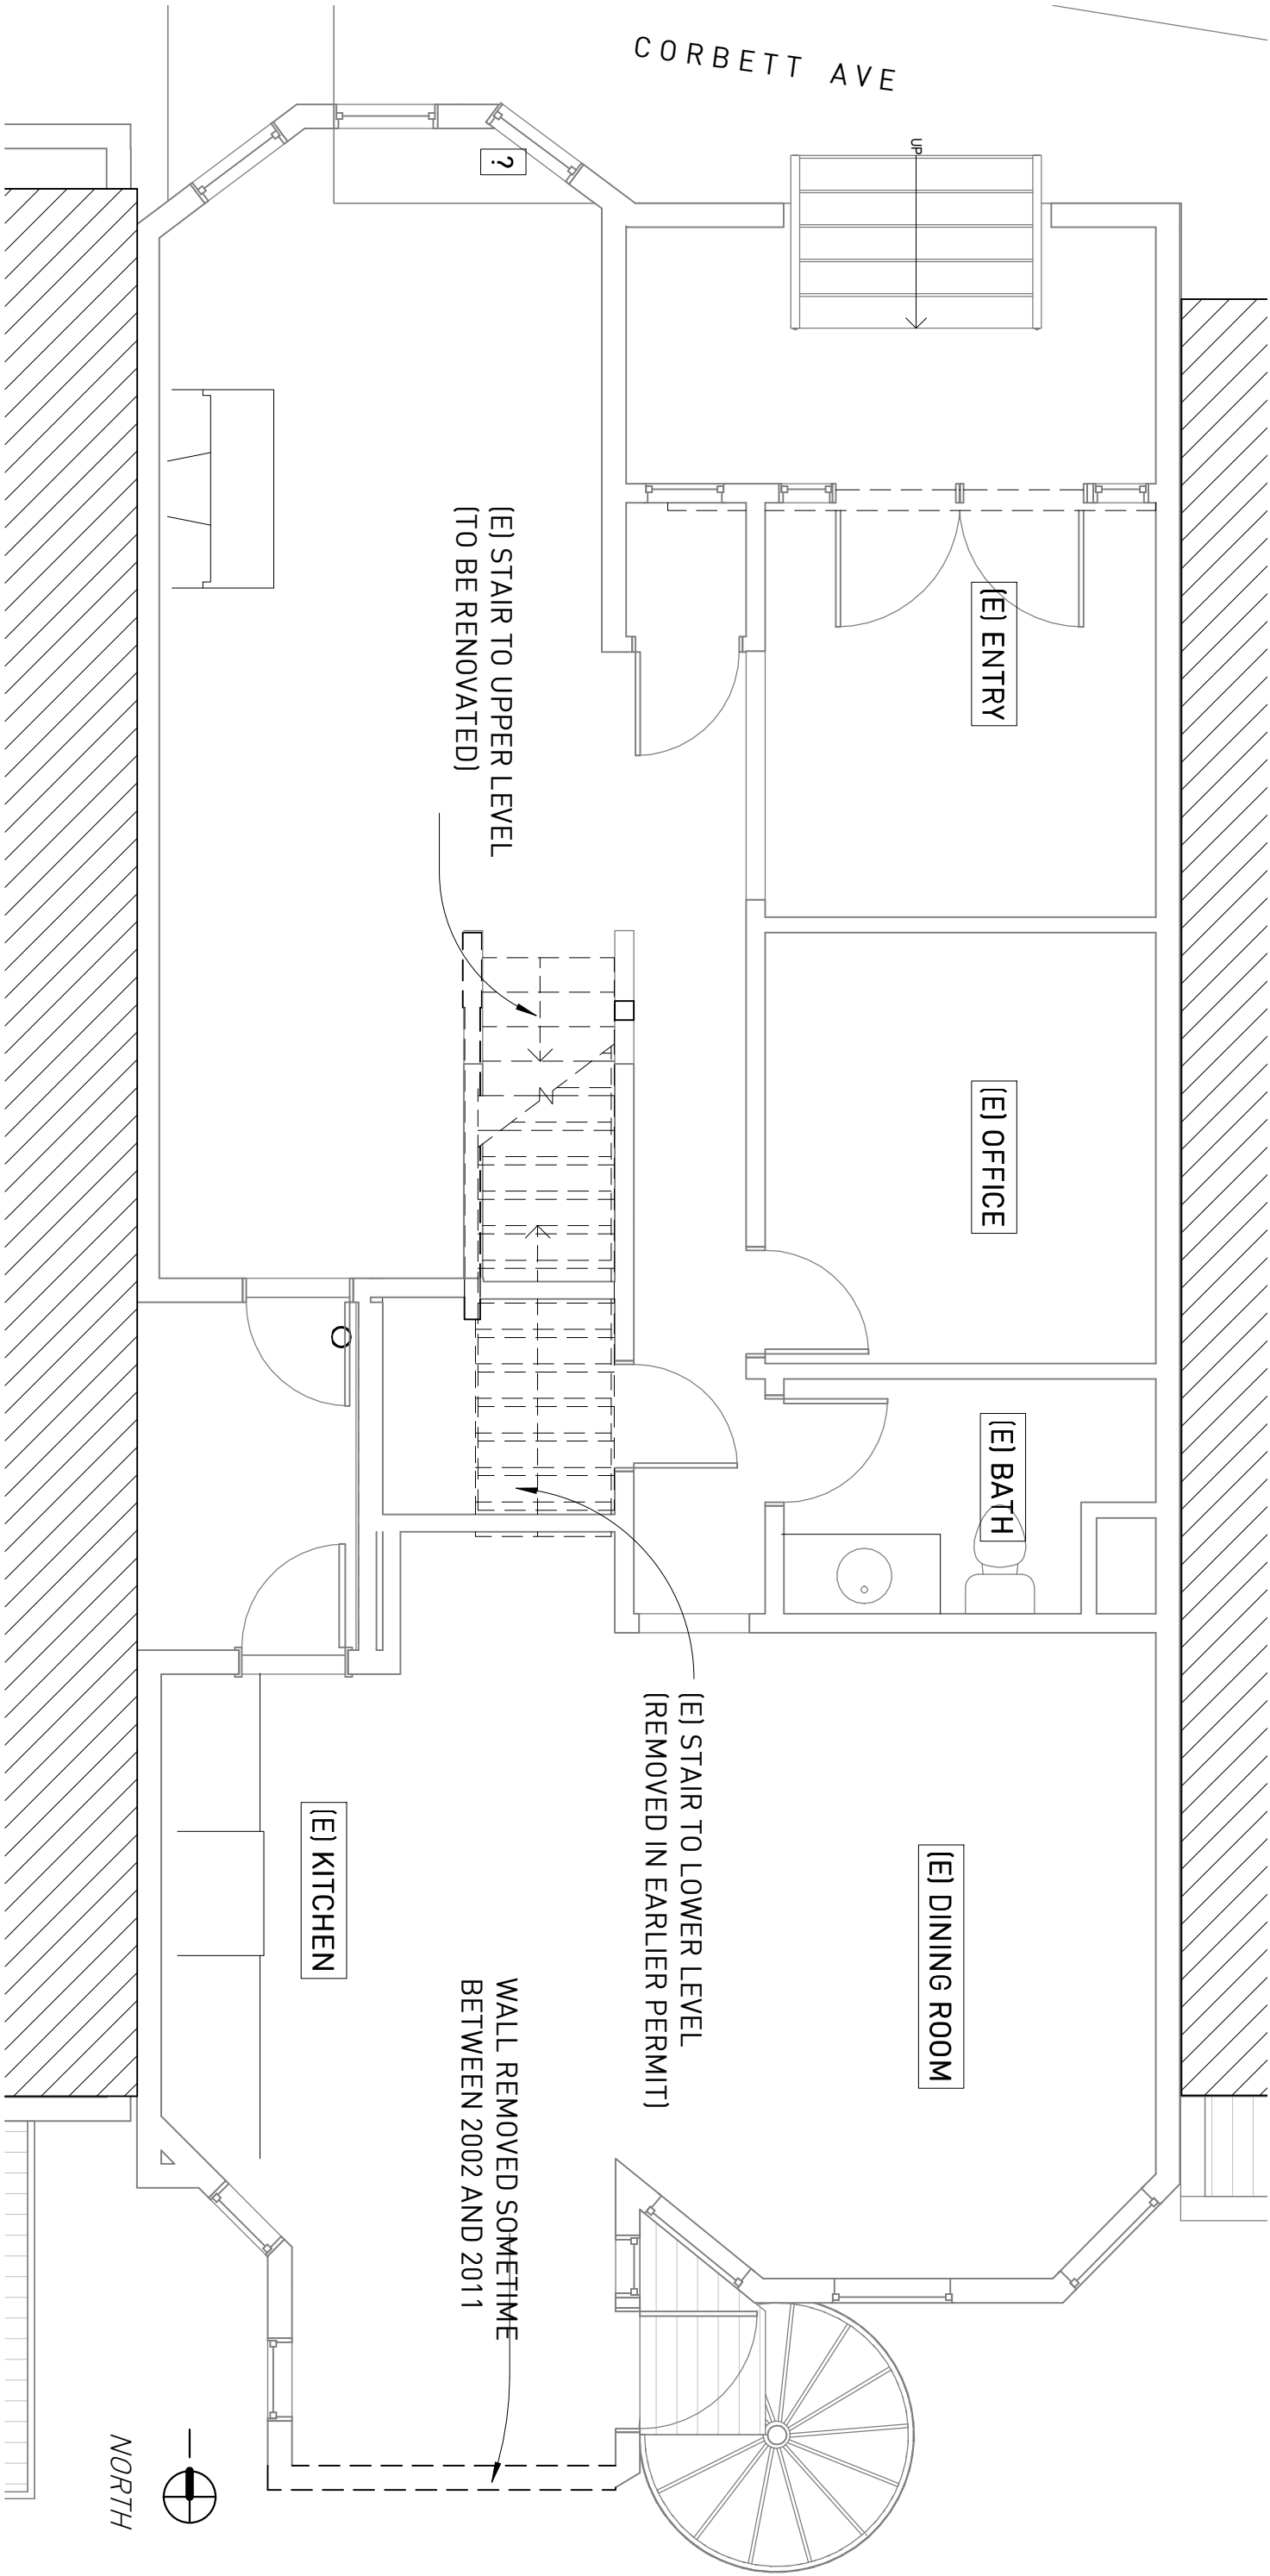 CORBETT AVE
UP
?
(E) ENTRY
(E) STAIR TO UPPER LEVEL
(TO BE RENOVATED)
(E) OFFICE
(E) BATH
(E) STAIR TO LOWER LEVEL
(REMOVED IN EARLIER PERMIT)
(E) DINING ROOM
(E) KITCHEN
WALL REMOVED SOMETIME
BETWEEN 2002 AND 2011
NORTH